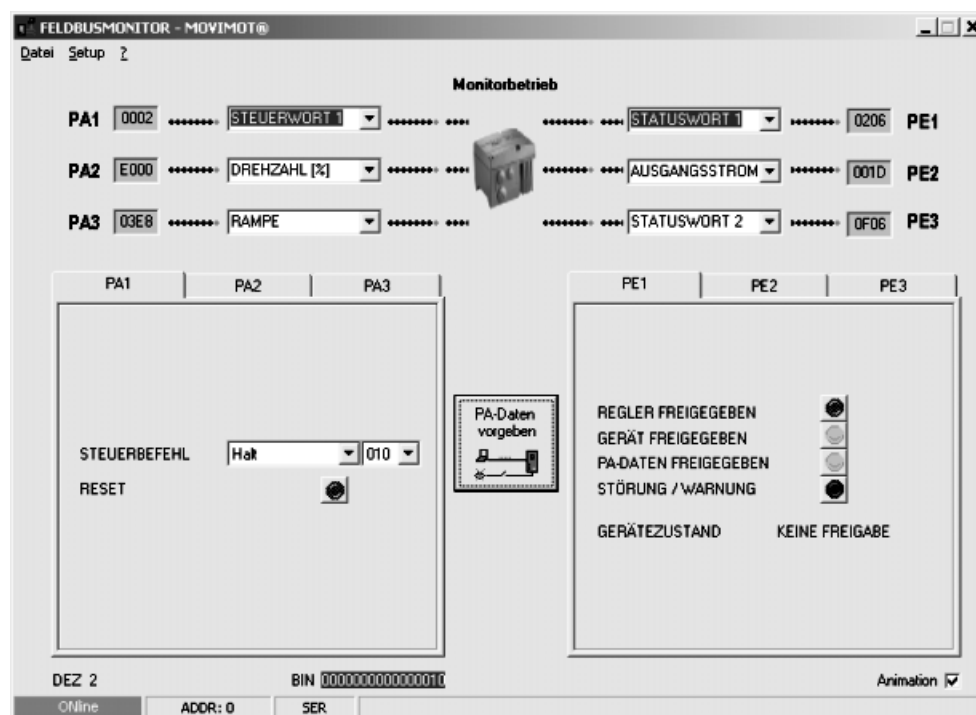 FELDBUSMONITOR - MOVIMOT®
Datei Setup ?
Monitorbetrieb
PA1 0002 STEUERWORT 1 STATUSWORT 1 0206 PE1
PA2 E000 DREHZAHL [%] AUSGANGSSTROM 001D PE2
PA3 03E8 RAMPE STATUSWORT 2 0F06 PE3
PA1 PA2 PA3
PE1 PE2 PE3
STEUERBEFEHL Halt 010
RESET
PA-Daten
vorgeben
REGLER FREIGEGEBEN
GERÄT FREIGEGEBEN
PA-DATEN FREIGEGEBEN
STÖRUNG / WARNUNG
GERÄTEZUSTAND KEINE FREIGABE
DEZ 2 BIN 0000000000000010
Animation
ONline ADDR: 0 SER